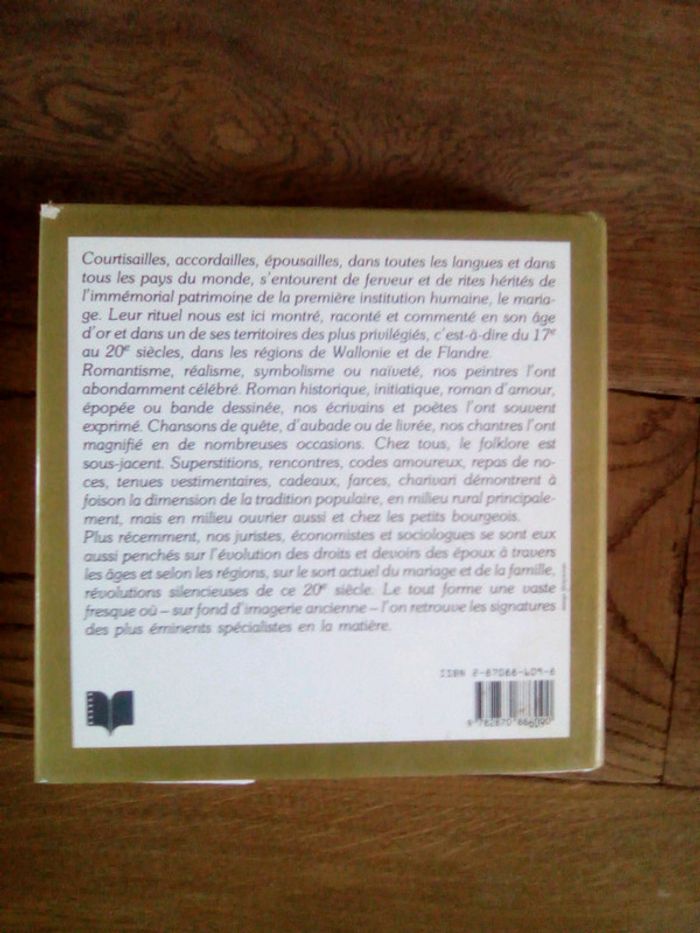 Courtisailles, accordailles, épousailles, dans toutes les langues et dans
tous les pays du monde, s'entourent de ferveur et de rites hérités de
l'immémorial patrimoine de la première institution humaine, le maria-
ge. Leur rituel nous est ici montré, raconté et commenté en son âge
d'or et dans un de ses territoires des plus privilégiés, c'est-à-dire du 17e
au 20e siècles, dans les régions de Wallonie et de Flandre.
Romantisme, réalisme, symbolisme ou naïveté, nos peintres l'ont
abondamment célébré. Roman historique, initiatique, roman d'amour,
épopée ou bande dessinée, nos écrivains et poètes l'ont souvent
exprimé. Chansons de quête, d'aubade ou de livrée, nos chantres l'ont
magnifié en de nombreuses occasions. Chez tous, le folklore est
sous-jacent. Superstitions, rencontres, codes amoureux, repas de no-
ces, tenues vestimentaires, cadeaux, farces, charivari démontrent à
foison la dimension de la tradition populaire, en milieu rural principale-
ment, mais en milieu ouvrier aussi et chez les petits bourgeois.
Plus récemment, nos juristes, économistes et sociologues se sont eux
aussi penchés sur l'évolution des droits et devoirs des époux à travers
les âges et selon les régions, sur le sort actuel du mariage et de la famille,
révolutions silencieuses de ce 20e siècle. Le tout forme une vaste
fresque où – sur fond d'imagerie ancienne – l'on retrouve les signatures
des plus éminents spécialistes en la matière.
ISBN 2-87066-609-6
9 782870 666090